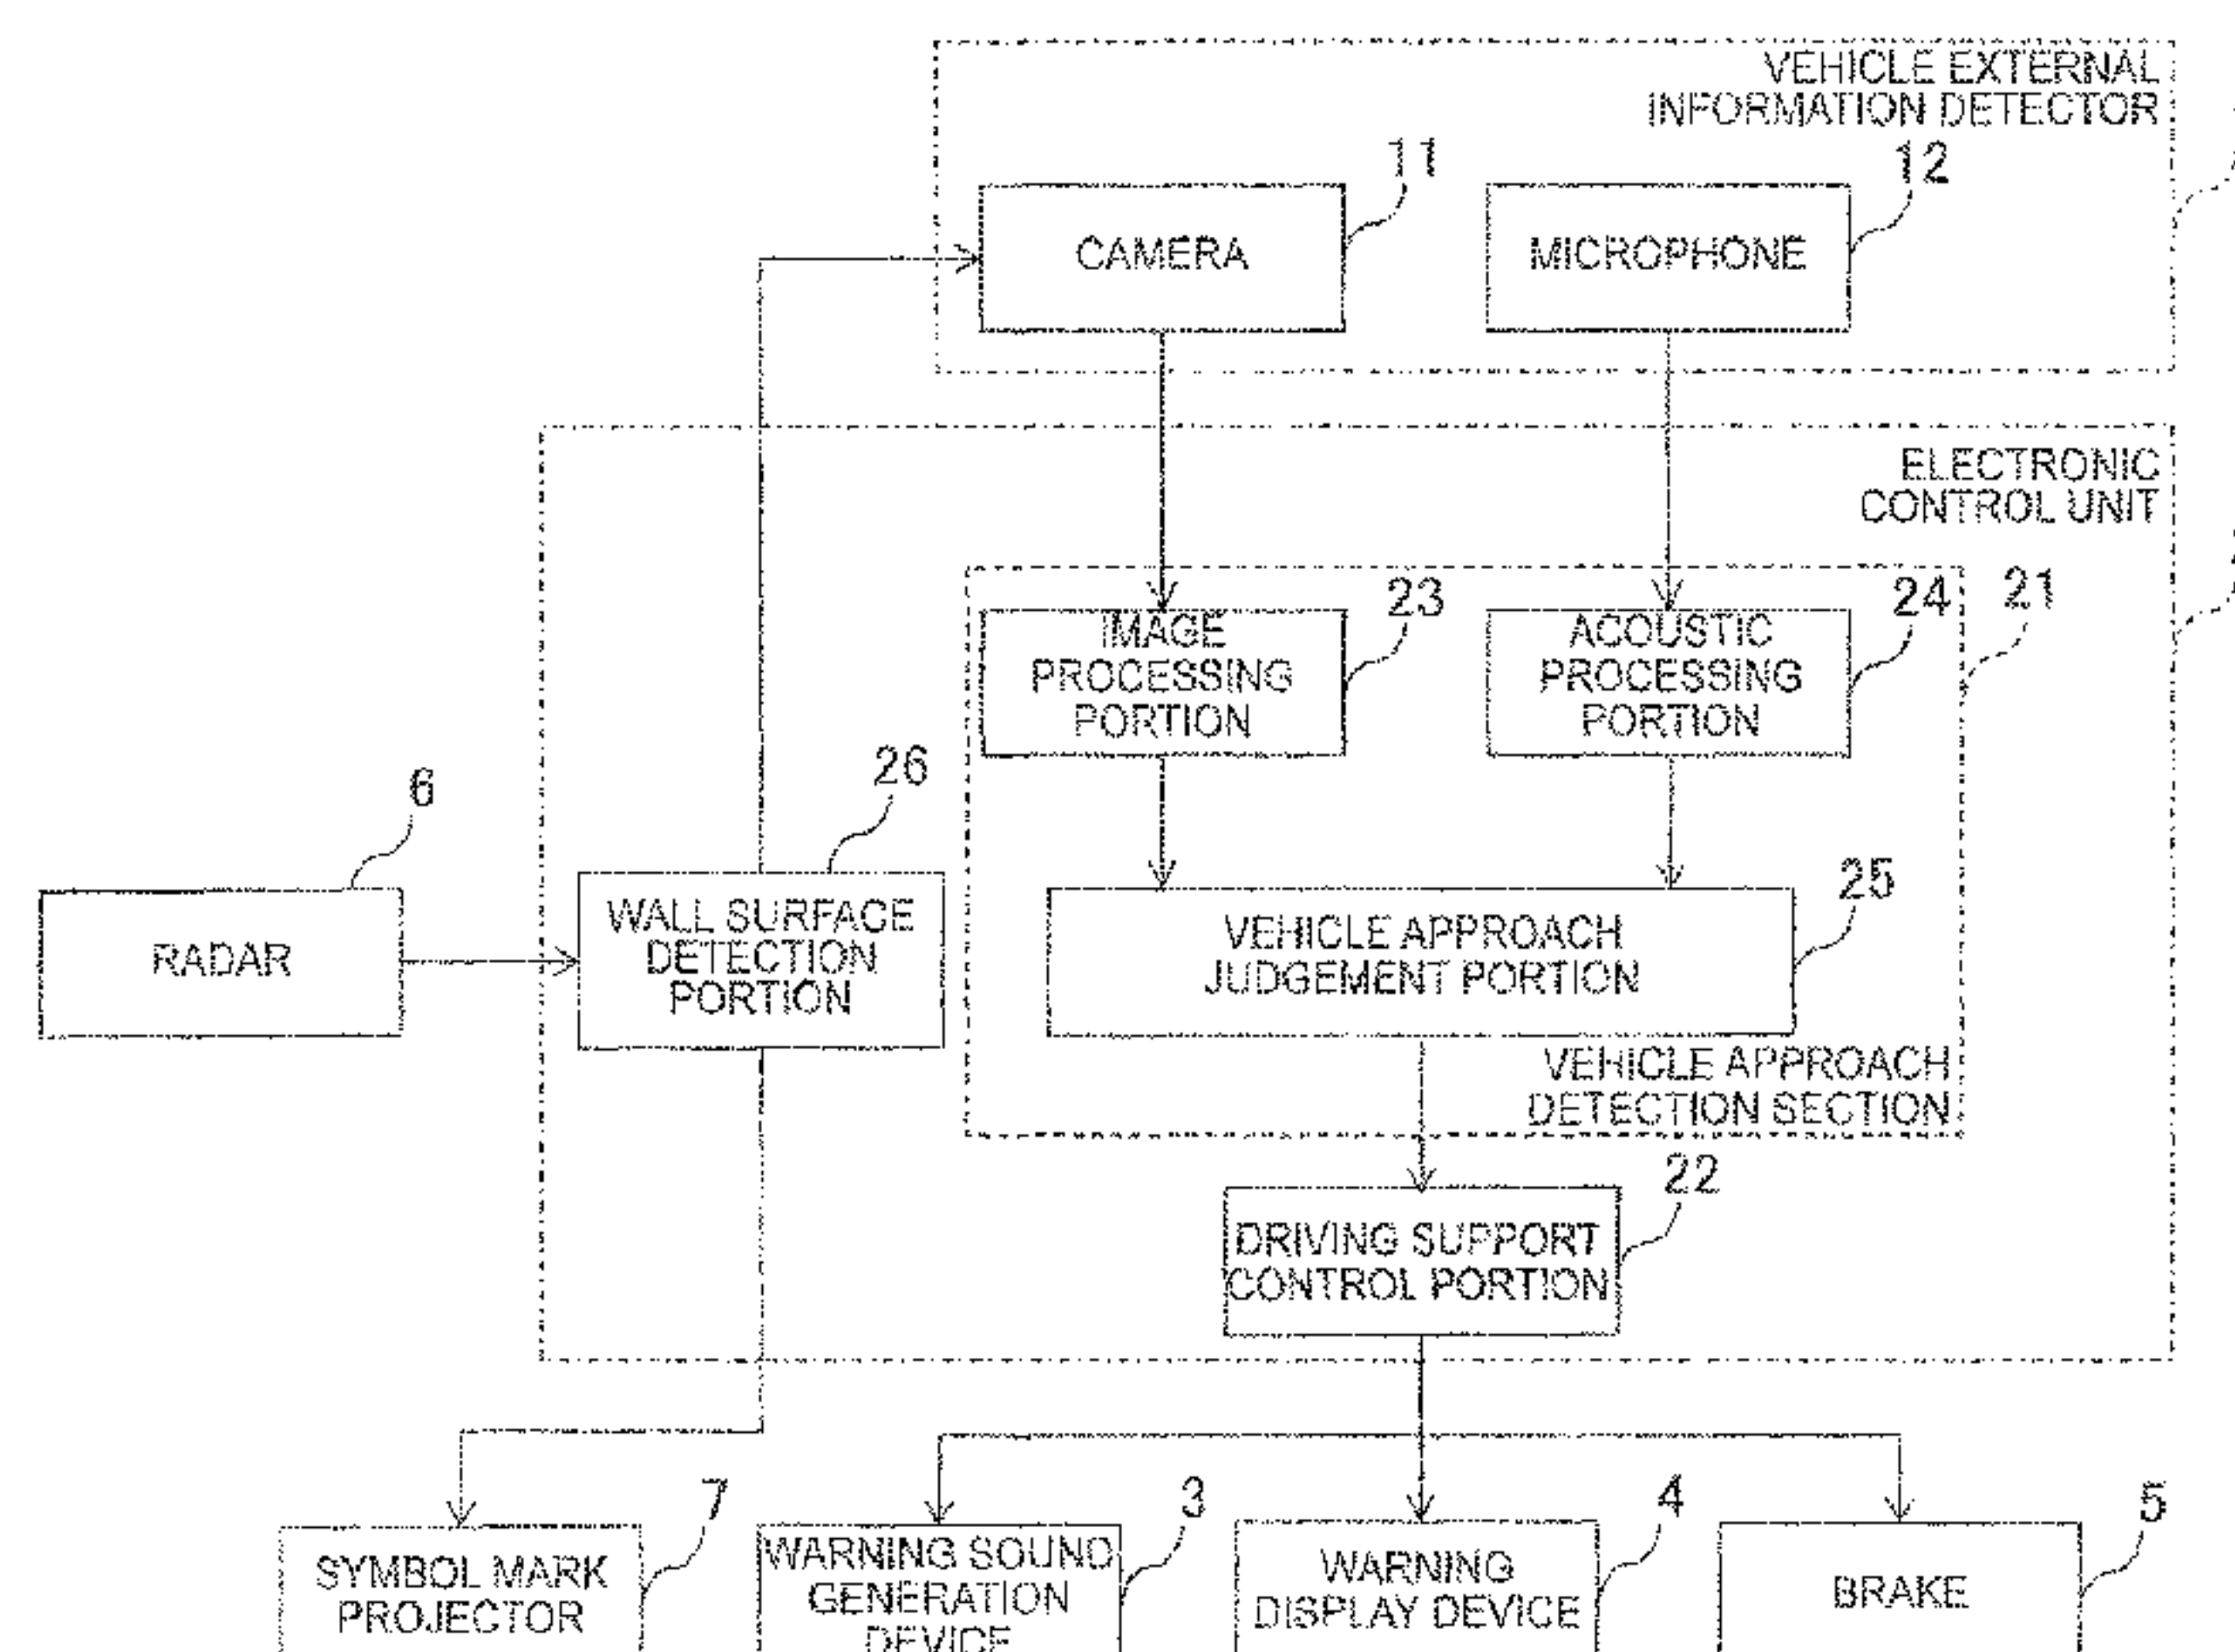 VEHICLE EXTERNAL
INFORMATION DETECTOR
11
12
CAMERA
MICROPHONE
ELECTRONIC
CONTROL UNIT
23
24
21
IMAGE
PROCESSING
PORTION
ACOUSTIC
PROCESSING
PORTION
6
26
25
RADAR
WALL SURFACE
DETECTION
PORTION
VEHICLE APPROACH
JUDGEMENT PORTION
VEHICLE APPROACH
DETECTION SECTION
22
DRIVING SUPPORT
CONTROL PORTION
7
3
4
5
SYMBOL MARK
PROJECTOR
WARNING SOUND
GENERATION
DEVICE
WARNING
DISPLAY DEVICE
BRAKE